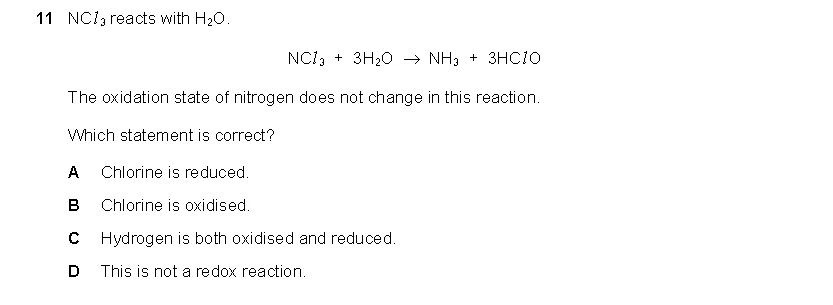 11 NCl₃ reacts with H₂O.
NCl₃ + 3H₂O → NH₃ + 3HClO
The oxidation state of nitrogen does not change in this reaction.
Which statement is correct?
A Chlorine is reduced.
B Chlorine is oxidised.
C Hydrogen is both oxidised and reduced.
D This is not a redox reaction.